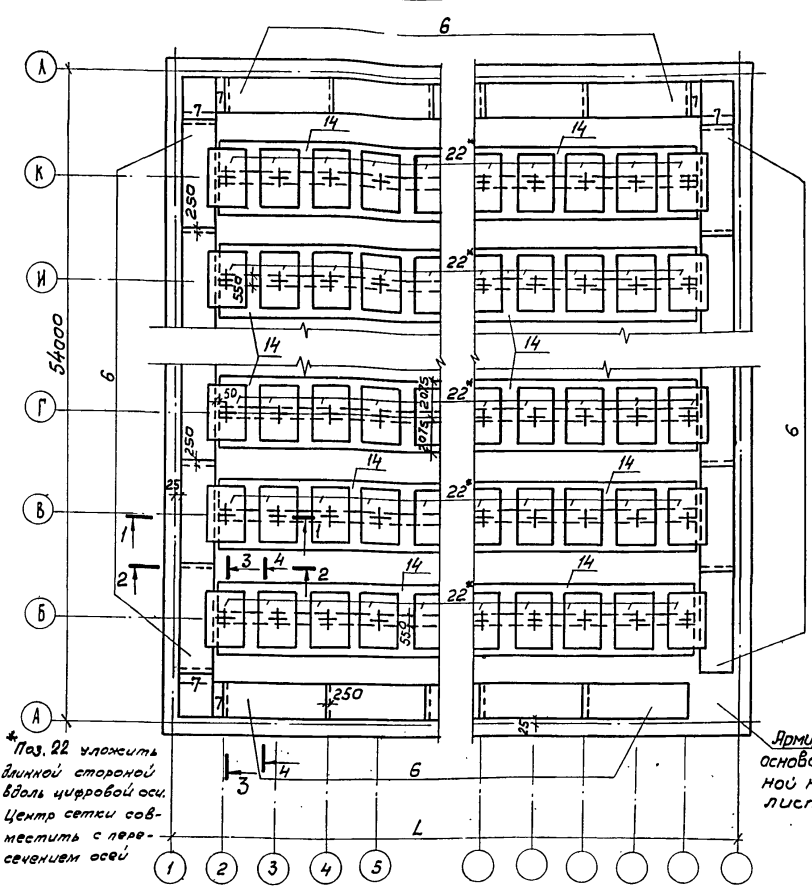 6
Л
7 7 7
14 14
22* К
250
22* И
550
54000
14 14
6 6
50 2075 22*
Г 2075
250
14 14
22*
25 В
1 1
3 4
2 2
14 14
22*
Б 550
7
7 250
А 25
*Поз. 22 уложить
длинной стороной
вдоль цифровой оси.
Центр сетки сов-
местить с пере-
сечением осей
3 4 6
Арми
основа
ной н
лист
L
1 2 3 4 5